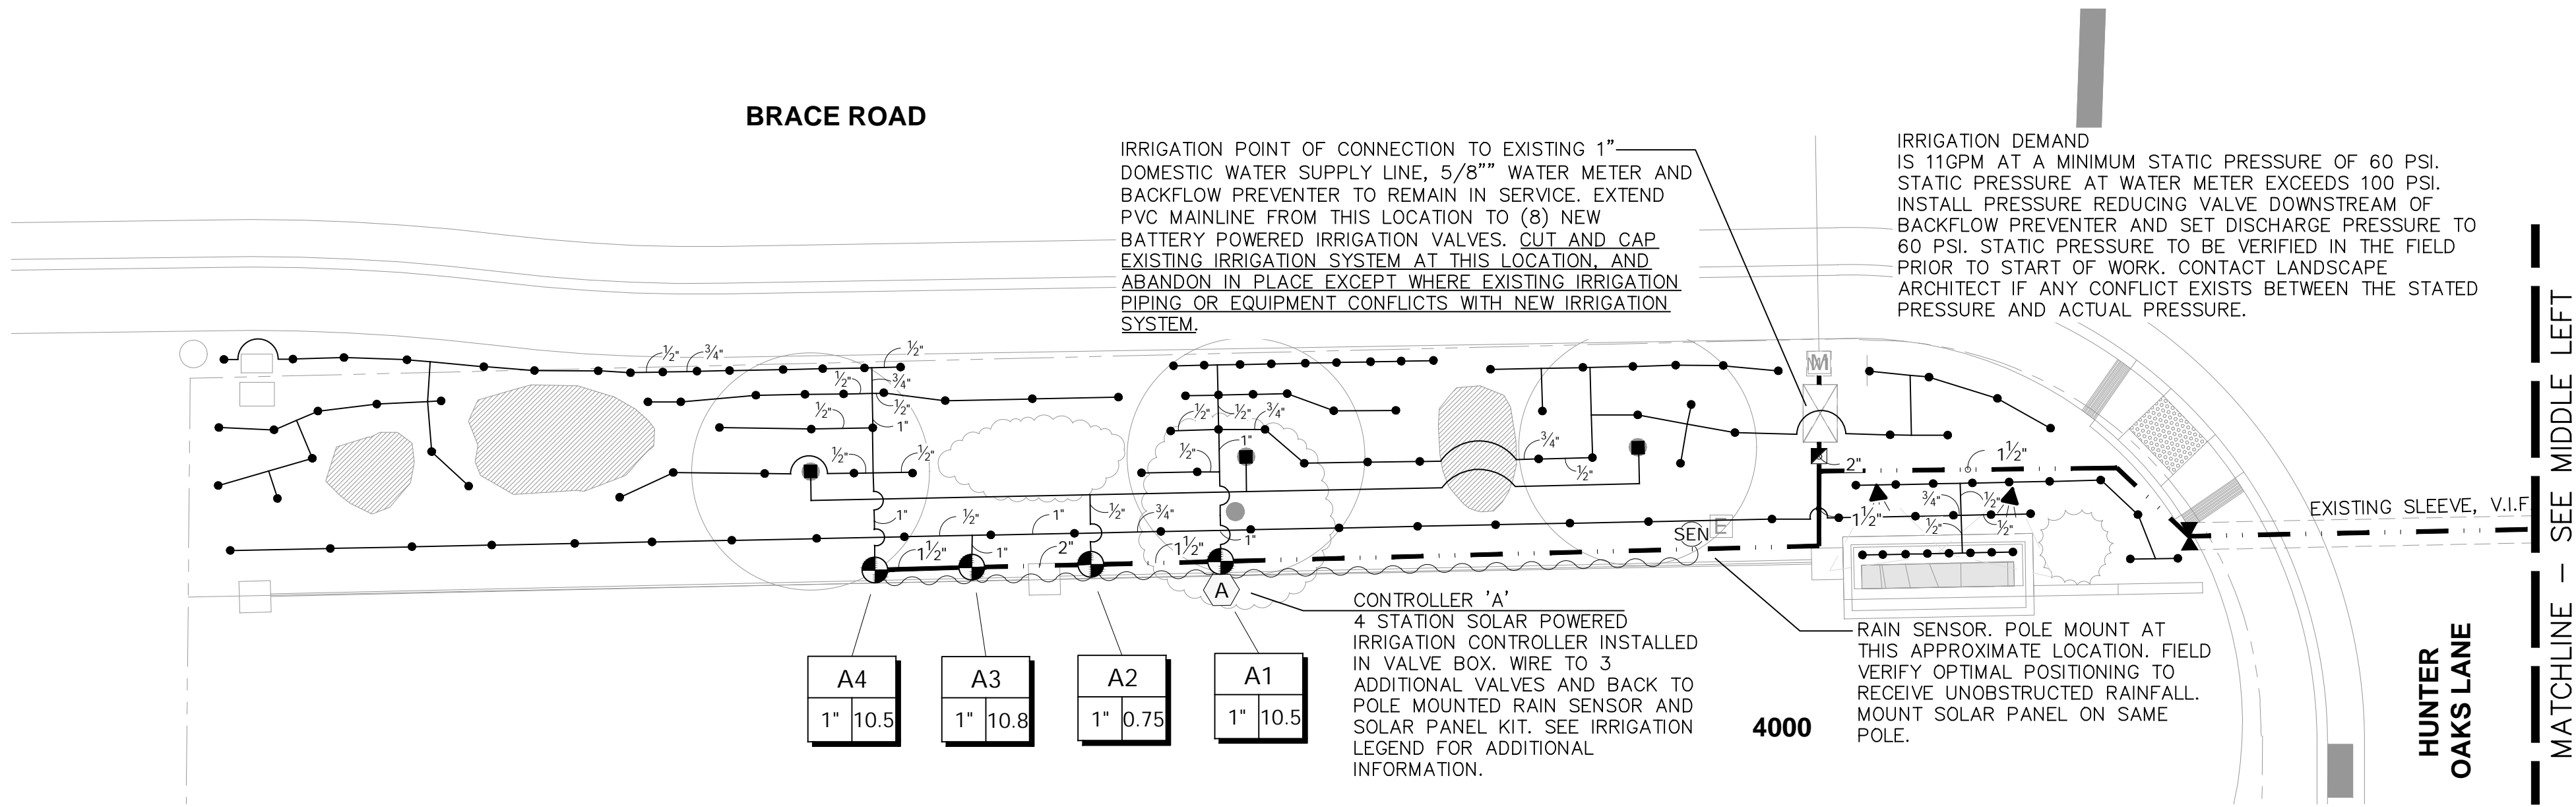 BRACE ROAD
IRRIGATION POINT OF CONNECTION TO EXISTING 1"
DOMESTIC WATER SUPPLY LINE, 5/8"" WATER METER AND
BACKFLOW PREVENTER TO REMAIN IN SERVICE. EXTEND
PVC MAINLINE FROM THIS LOCATION TO (8) NEW
BATTERY POWERED IRRIGATION VALVES. CUT AND CAP
EXISTING IRRIGATION SYSTEM AT THIS LOCATION, AND
ABANDON IN PLACE EXCEPT WHERE EXISTING IRRIGATION
PIPING OR EQUIPMENT CONFLICTS WITH NEW IRRIGATION
SYSTEM.
IRRIGATION DEMAND
IS 11GPM AT A MINIMUM STATIC PRESSURE OF 60 PSI.
STATIC PRESSURE AT WATER METER EXCEEDS 100 PSI.
INSTALL PRESSURE REDUCING VALVE DOWNSTREAM OF
BACKFLOW PREVENTER AND SET DISCHARGE PRESSURE TO
60 PSI. STATIC PRESSURE TO BE VERIFIED IN THE FIELD
PRIOR TO START OF WORK. CONTACT LANDSCAPE
ARCHITECT IF ANY CONFLICT EXISTS BETWEEN THE STATED
PRESSURE AND ACTUAL PRESSURE.
½" ¾" ½"
M
½" ¾"
½"
½" 1"
½" ½" ¾"
½" ½"
½" 1"
¾"
½"
2" 1½"
1" ½" 1" ½" ¾"
1½" 1" 2" 1½" 1"
SEN E
¾" ½"
1½" ½" ½"
EXISTING SLEEVE, V.I.F
A
CONTROLLER 'A'
4 STATION SOLAR POWERED
IRRIGATION CONTROLLER INSTALLED
IN VALVE BOX. WIRE TO 3
ADDITIONAL VALVES AND BACK TO
POLE MOUNTED RAIN SENSOR AND
SOLAR PANEL KIT. SEE IRRIGATION
LEGEND FOR ADDITIONAL
INFORMATION.
RAIN SENSOR. POLE MOUNT AT
THIS APPROXIMATE LOCATION. FIELD
VERIFY OPTIMAL POSITIONING TO
RECEIVE UNOBSTRUCTED RAINFALL.
MOUNT SOLAR PANEL ON SAME
POLE.
A4
1" 10.5
A3
1" 10.8
A2
1" 0.75
A1
1" 10.5
4000
HUNTER
OAKS LANE
MATCHLINE – SEE MIDDLE LEFT